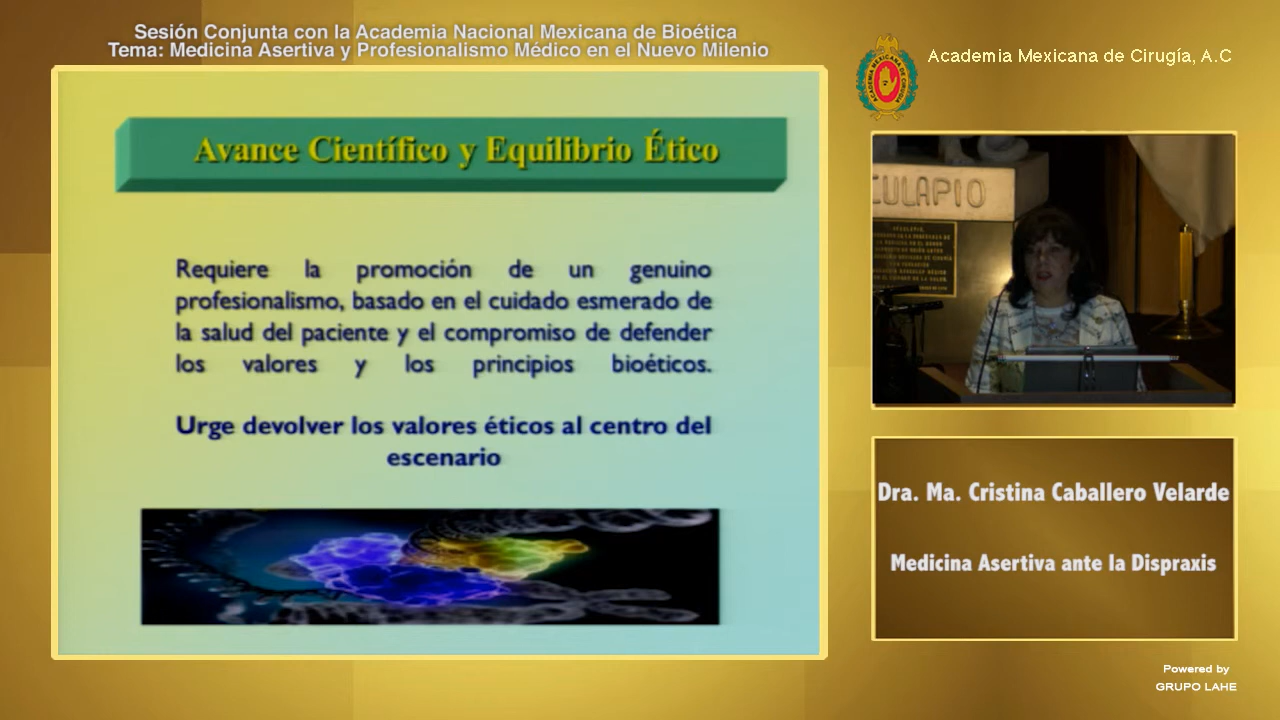 Sesión Conjunta con la Academia Nacional Mexicana de Bioética
Tema: Medicina Asertiva y Profesionalismo Médico en el Nuevo Milenio
Academia Mexicana de Cirugía, A.C
ACADEMIA MEXICANA DE CIRUGIA
Avance Científico y Equilibrio Ético
Requiere la promoción de un genuino
profesionalismo, basado en el cuidado esmerado de
la salud del paciente y el compromiso de defender
los valores y los principios bioéticos.
Urge devolver los valores éticos al centro del
escenario
CULAPIO
Dra. Ma. Cristina Caballero Velarde
Medicina Asertiva ante la Dispraxis
Powered by
GRUPO LAHE